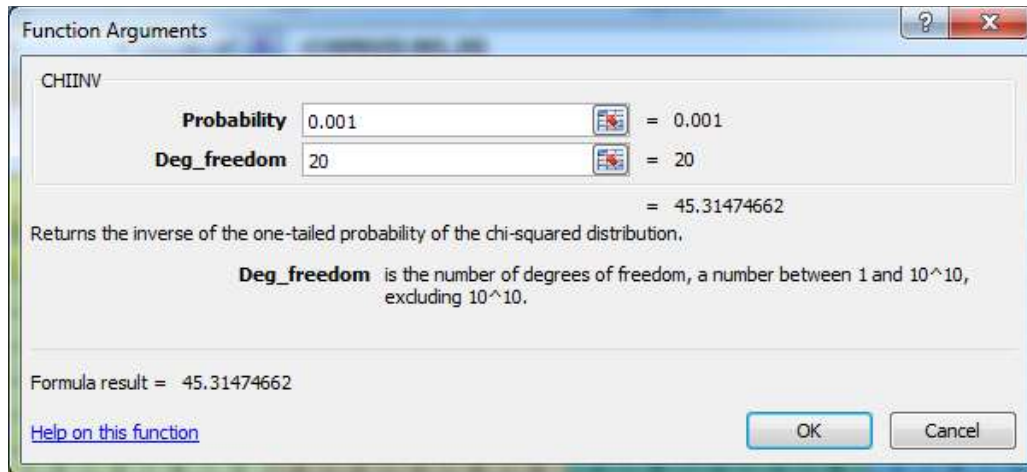 Function Arguments
?
CHIINV
Probability 0.001 = 0.001
Deg_freedom 20 = 20
= 45.31474662
Returns the inverse of the one-tailed probability of the chi-squared distribution.
Deg_freedom is the number of degrees of freedom, a number between 1 and 10^10,
excluding 10^10.
Formula result = 45.31474662
Help on this function
OK Cancel